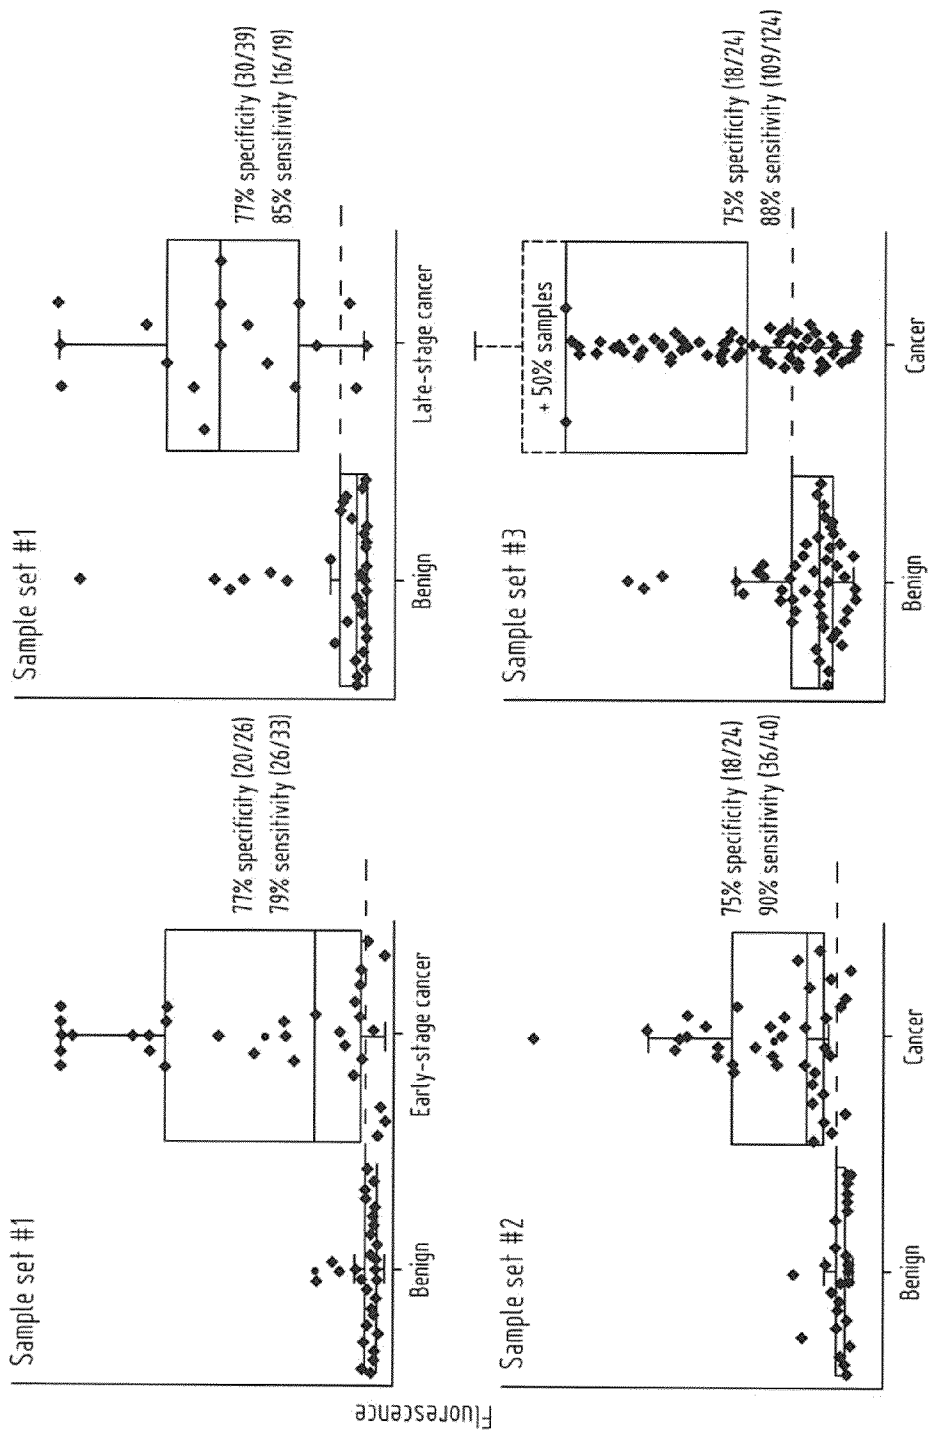 Fluorescence
Sample set #1
77% specificity (20/26)
79% sensitivity (26/33)
Benign
Early-stage cancer
Sample set #1
77% specificity (30/39)
85% sensitivity (16/19)
Benign
Late-stage cancer
Sample set #2
75% specificity (18/24)
90% sensitivity (36/40)
Benign
Cancer
Sample set #3
+ 50% samples
75% specificity (18/24)
88% sensitivity (109/124)
Benign
Cancer